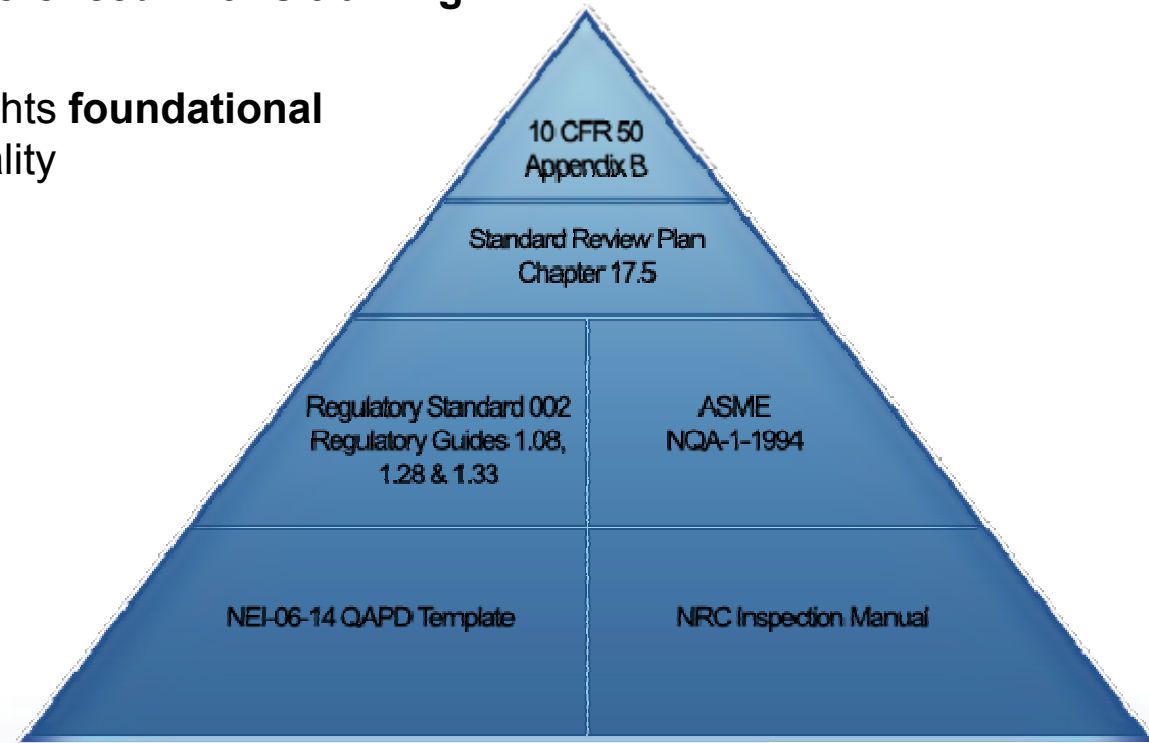 hts foundational
ality
10 CFR 50
Appendix B
Standard Review Plan
Chapter 17.5
Regulatory Standard 002
Regulatory Guides 1.08,
1.28 & 1.33
ASME
NQA-1-1994
NEI-06-14 QAPD Template
NRC Inspection Manual